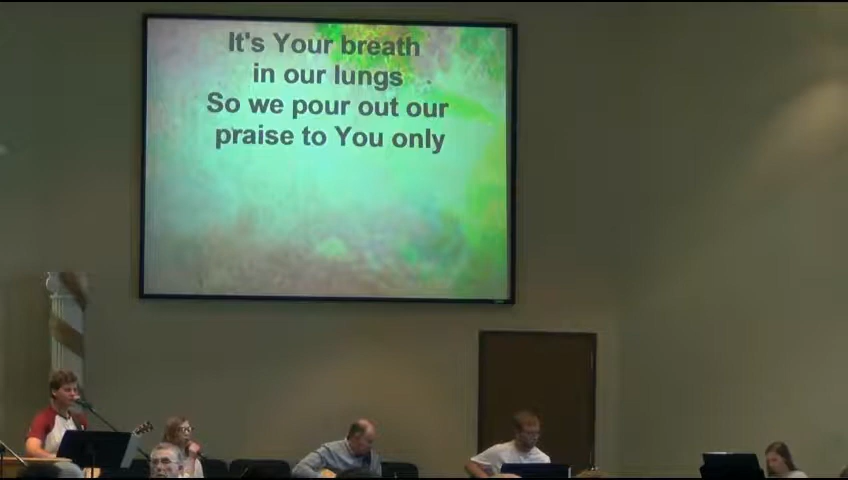 It's Your breath
in our lungs
So we pour out our
praise to You only